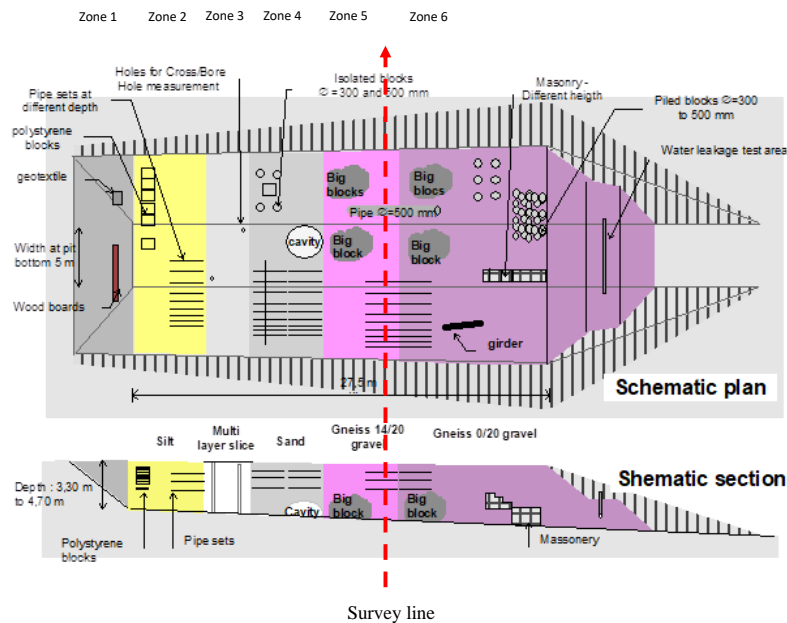 Zone 1 Zone 2 Zone 3 Zone 4 Zone 5 Zone 6
Holes for Cross/Bore
Hole measurement
Isolated blocks
∅ =300 and 500 mm
Masonry -
Different heigth
Pipe sets at
different depth
Piled blocks ∅=300
to 500 mm
polystyrene
blocks
Water leakage test area
geotextile
Big
blocks
Big
blocs
Pipe ∅=500 mm
Width at pit
bottom 5 m
cavity
Big
block
Big
block
Wood boards
girder
27,5 m
Schematic plan
Silt
Multi
layer slice
Sand
Gneiss 14/20
gravel
Gneiss 0/20 gravel
Shematic section
Depth : 3,30 m
to 4,70 m
Cavity
Big
block
Big
block
Polystyrene
blocks
Pipe sets
Massonery
Survey line